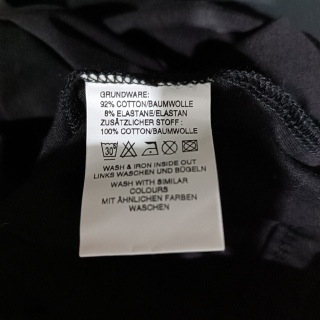 GRUNDWARE:
92% COTTON/BAUMWOLLE
8% ELASTANE/ELASTAN
ZUSÄTZLICHER STOFF:
100% COTTON/BAUMWOLLE
30°
WASH & IRON INSIDE OUT
LINKS WASCHEN UND BÜGELN
WASH WITH SIMILAR
COLOURS
MIT ÄHNLICHEN FARBEN
WASCHEN